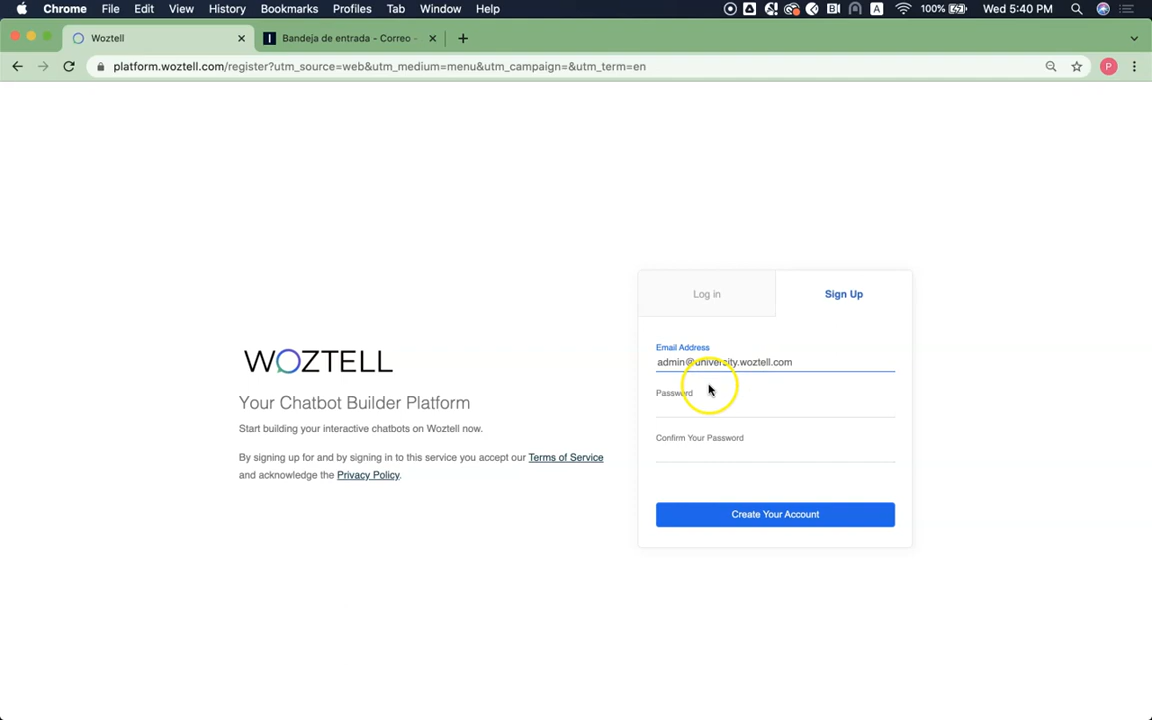 Chrome File Edit View History Bookmarks Profiles Tab Window Help 100% Wed 5:40 PM
Woztell
Bandeja de entrada - Correo -
platform.woztell.com/register?utm_source=web&utm_medium=menu&utm_campaign=&utm_term=en
P
Log in
Sign Up
Email Address
admin@university.woztell.com
Password
Confirm Your Password
Create Your Account
WOZTELL
Your Chatbot Builder Platform
Start building your interactive chatbots on Woztell now.
By signing up for and by signing in to this service you accept our Terms of Service
and acknowledge the Privacy Policy.